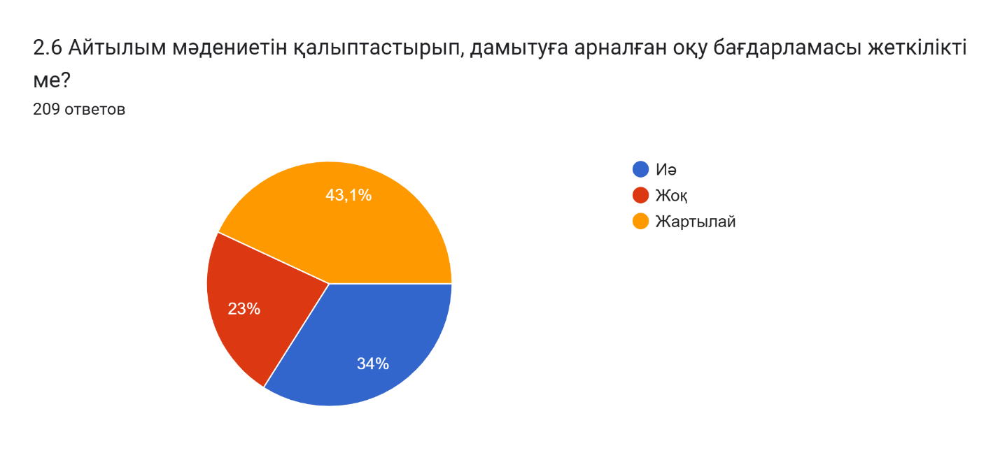 2.6 Айтылым мәдениетін қалыптастырып, дамытуға арналған оқу бағдарламасы жеткілікті
ме?
209 ответов
Иә
Жоқ
Жартылай
43,1%
23%
34%